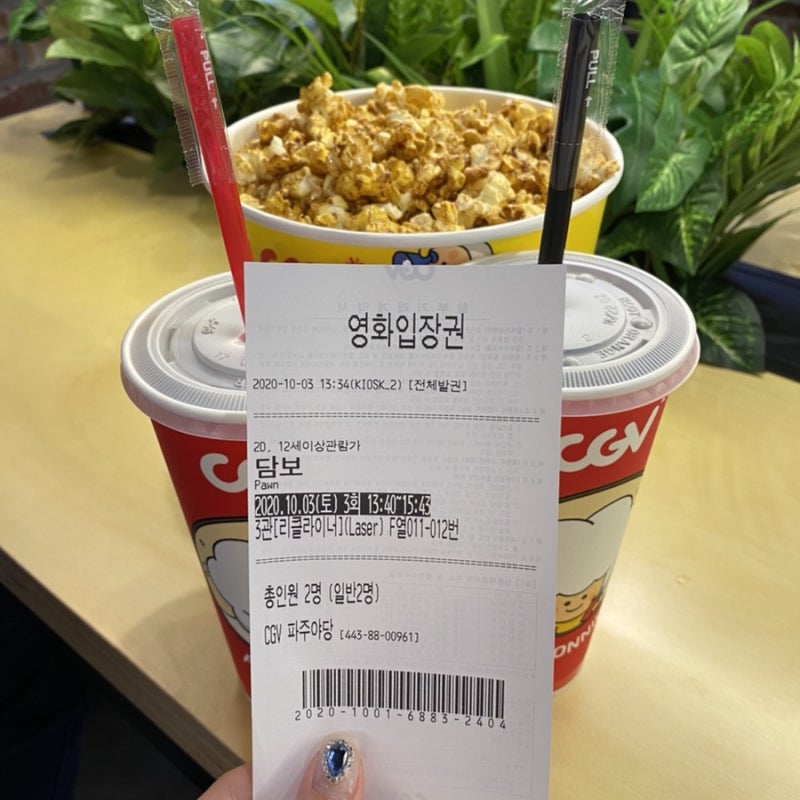 PULL
PULL
영화입장권
2020-10-03 13:34(KIOSK_2) [전체발권]
2D, 12세이상관람가
담보
Pawn
2020.10.03(토) 3회 13:40~15:43
3관[리클라이너](Laser) F열011-012번
총인원 2명 (일반2명)
CGV 파주야당 [443-88-00961]
2020-1001-6883-2404
CGV
ORANGE